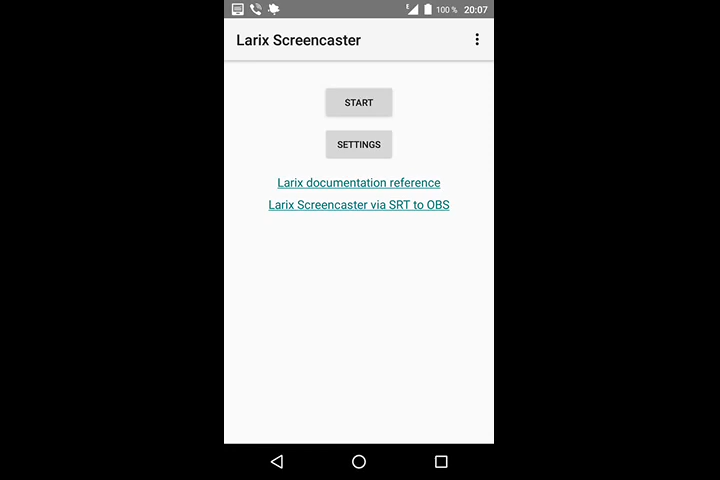 100 % 20:07
Larix Screencaster
START
SETTINGS
Larix documentation reference
Larix Screencaster via SRT to OBS